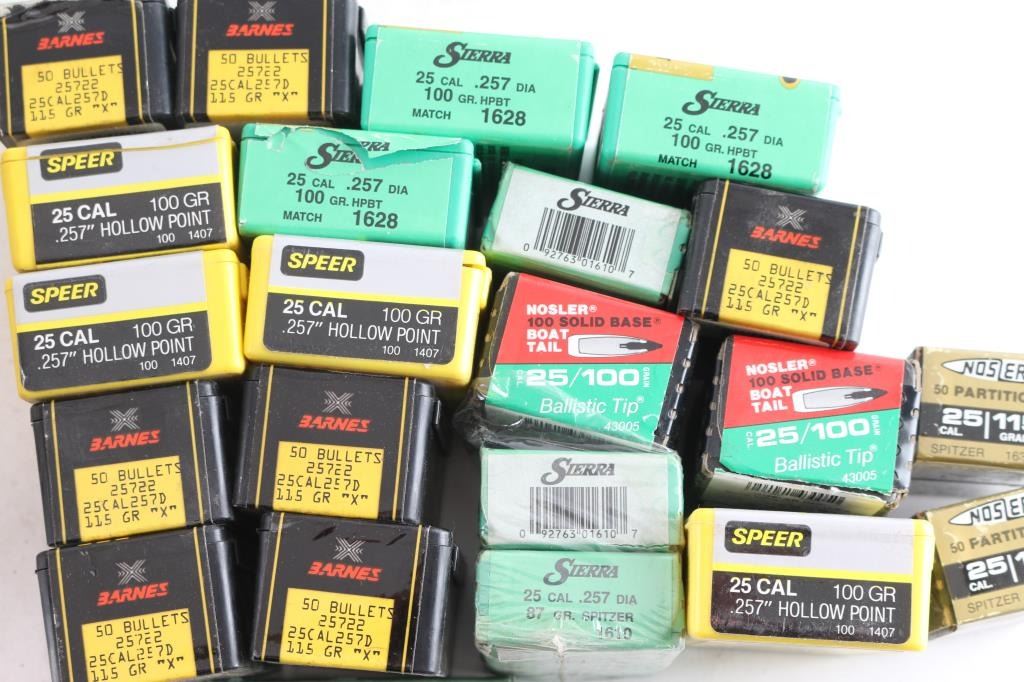 BARNES
50 BULLETS
25722
25CAL257D
115 GR "X"
BARNES
50 BULLETS
25722
25CAL257D
115 GR "X"
SIERRA
25 CAL .257 DIA
100 GR. HPBT
MATCH 1628
SIERRA
25 CAL .257 DIA
100 GR. HPBT
MATCH 1628
SPEER
25 CAL 100 GR
.257" HOLLOW POINT
100 1407
SIERRA
25 CAL .257 DIA
100 GR. HPBT
MATCH 1628
SIERRA
0 92763 01610 7
BARNES
50 BULLETS
25722
25CAL257D
115 GR "X"
SPEER
25 CAL 100 GR
.257" HOLLOW POINT
100 1407
SPEER
25 CAL 100 GR
.257" HOLLOW POINT
100 1407
NOSLER®
100 SOLID BASE®
BOAT
TAIL
CAL. 25/100 GRAIN
Ballistic Tip®
43005
NOSLER®
100 SOLID BASE®
BOAT
TAIL
CAL. 25/100 GRAIN
Ballistic Tip®
43005
50
25
CAL.
SPITZER
BARNES
50 BULLETS
25722
25CAL257D
115 GR "X"
BARNES
50 BULLETS
25722
25CAL257D
115 GR "X"
SIERRA
0 92763 01610 7
SIERRA
25 CAL .257 DIA
87 GR. SPITZER
1610
SPEER
25 CAL 100 GR
.257" HOLLOW POINT
100 1407
50
25
CAL.
SPITZER
BARNES
50 BULLETS
25722
25CAL257D
115 GR "X"
BARNES
50 BULLETS
25722
25CAL257D
115 GR "X"